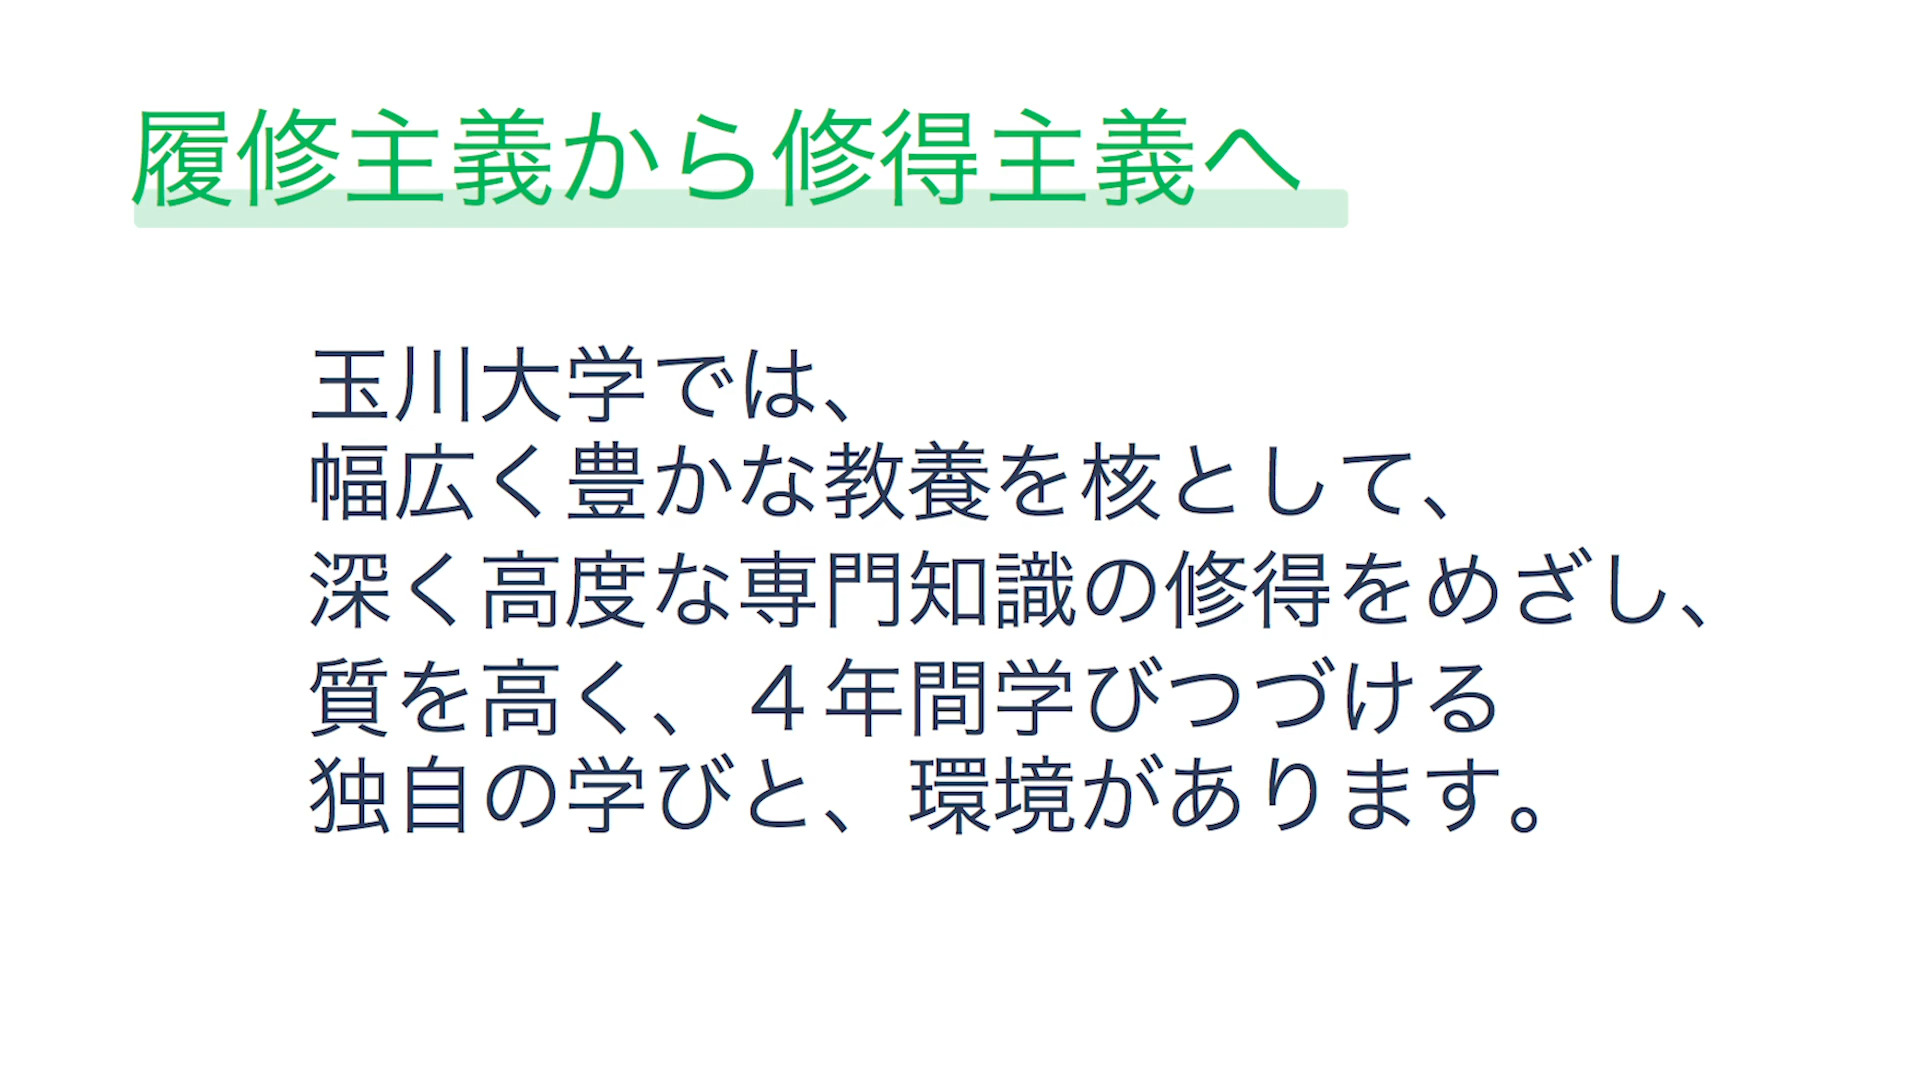 履修主義から修得主義へ
玉川大学では、
幅広く豊かな教養を核として、
深く高度な専門知識の修得をめざし、
質を高く、４年間学びつづける
独自の学びと、環境があります。